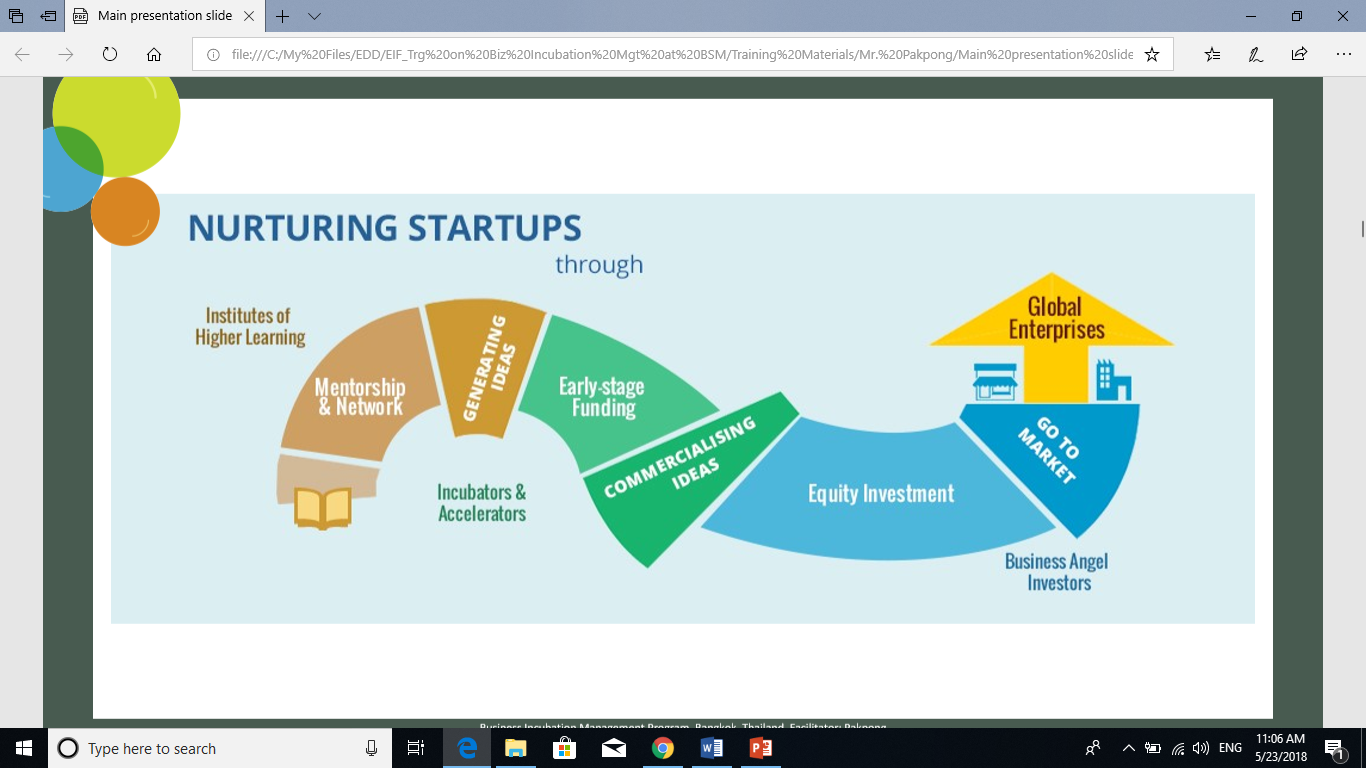 Main presentation slide
file:///C:/My%20Files/EDD/EIF_Trg%20on%20Biz%20Incubation%20Mgt%20at%20BSM/Training%20Materials/Mr.%20Pakpong/Main%20presentation%20slide
NURTURING STARTUPS
through
Institutes of
Higher Learning
Mentorship
& Network
GENERATING
IDEAS
Early-stage
Funding
Incubators &
Accelerators
COMMERCIALISING
IDEAS
Equity Investment
GO TO
MARKET
Global
Enterprises
Business Angel
Investors
Business Incubation Management Program, Bangkok, Thailand, Facilitator: Pakpong
Type here to search
ENG
11:06 AM
5/23/2018
1